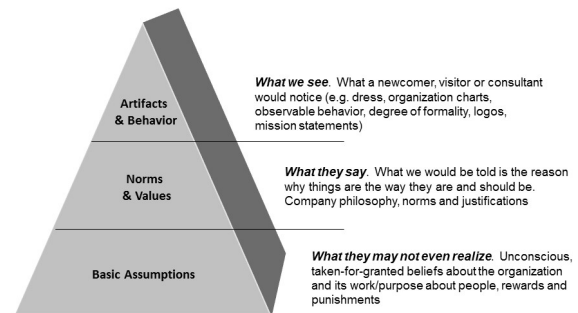 Artifacts
& Behavior
What we see. What a newcomer, visitor or consultant
would notice (e.g. dress, organization charts,
observable behavior, degree of formality, logos,
mission statements)
Norms
& Values
What they say. What we would be told is the reason
why things are the way they are and should be.
Company philosophy, norms and justifications
Basic Assumptions
What they may not even realize. Unconscious,
taken-for-granted beliefs about the organization
and its work/purpose about people, rewards and
punishments